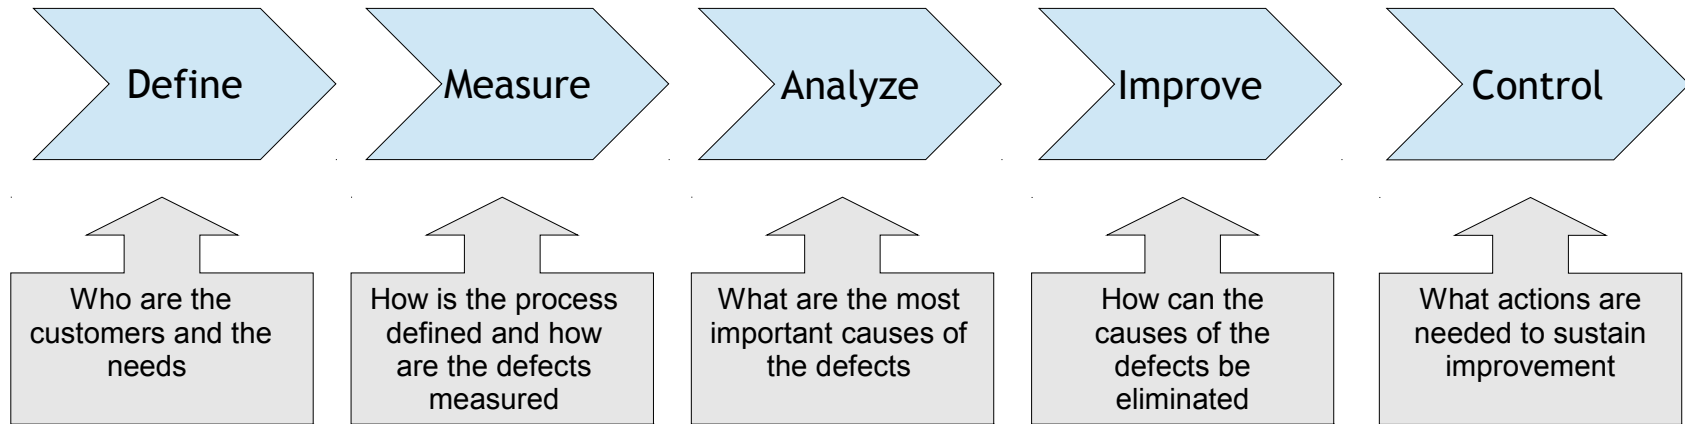 Define
Measure
Analyze
Improve
Control
Who are the
customers and the
needs
How is the process
defined and how
are the defects
measured
What are the most
important causes of
the defects
How can the
causes of the
defects be
eliminated
What actions are
needed to sustain
improvement